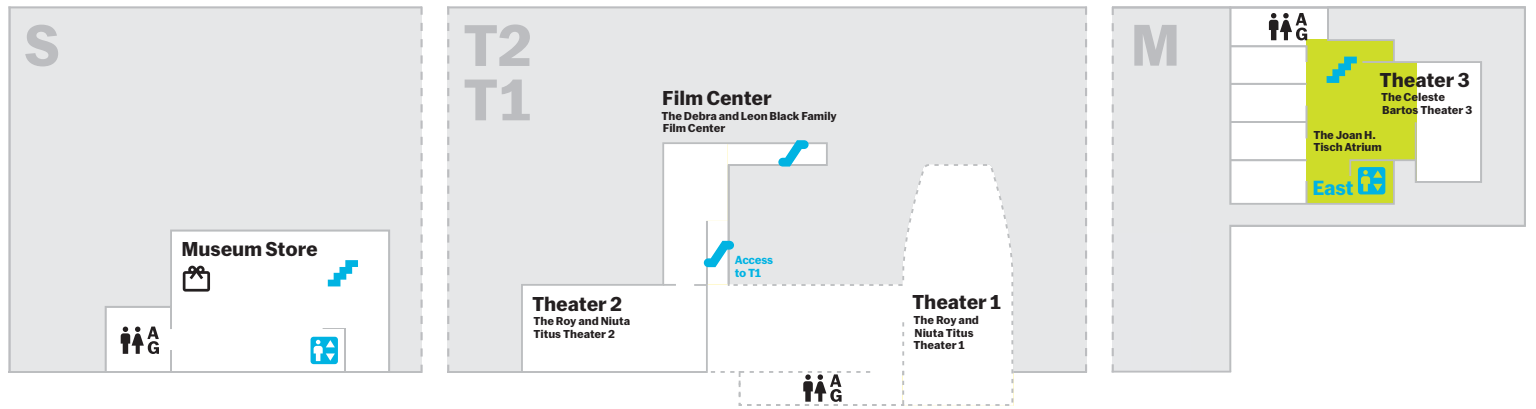 S
Museum Store
A
G
T2
T1
Film Center
The Debra and Leon Black Family
Film Center
Access
to T1
Theater 2
The Roy and Niuta
Titus Theater 2
Theater 1
The Roy and
Niuta Titus
Theater 1
A
G
M
A
G
Theater 3
The Celeste
Bartos Theater 3
The Joan H.
Tisch Atrium
East